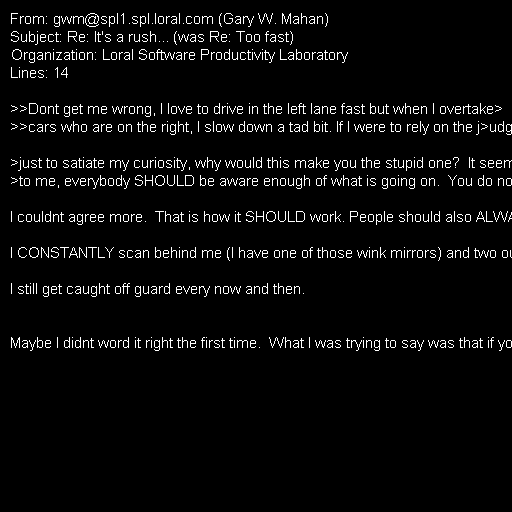 From: gwm@spl1.spl.loral.com (Gary W. Mahan)
Subject: Re: It's a rush... (was Re: Too fast)
Organization: Loral Software Productivity Laboratory
Lines: 14
>>Dont get me wrong, I love to drive in the left lane fast but when I overtake>
>>cars who are on the right, I slow down a tad bit. If I were to rely on the j>udg
>just to satiate my curiosity, why would this make you the stupid one?  It seem
>to me, everybody SHOULD be aware enough of what is going on.  You do no
I couldnt agree more.  That is how it SHOULD work. People should also ALWA
I CONSTANTLY scan behind me (I have one of those wink mirrors) and two ou
I still get caught off guard every now and then.
Maybe I didnt word it right the first time.  What I was trying to say was that if yo